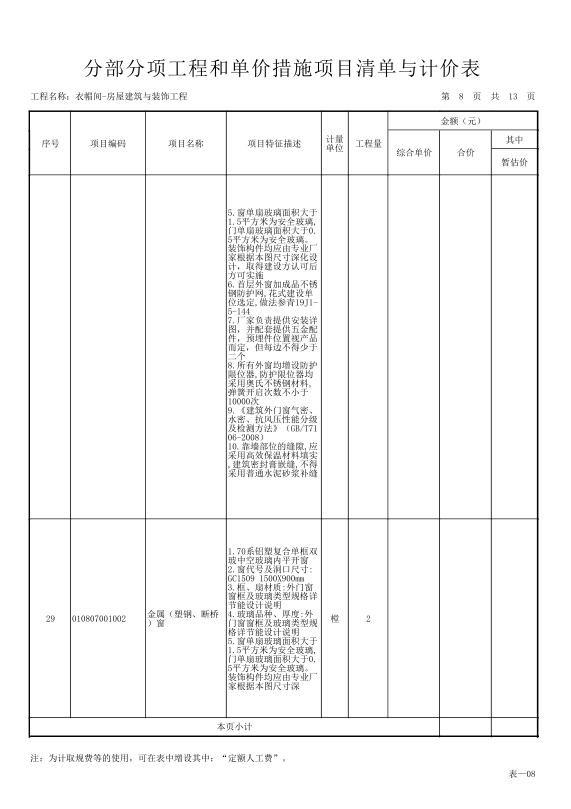 分部分项工程和单价措施项目清单与计价表
工程名称：衣帽间-房屋建筑与装饰工程
第 8 页 共 13 页
序号
项目编码
项目名称
项目特征描述
计量
单位
工程量
金额（元）
综合单价
合价
其中
暂估价
5.窗单扇玻璃面积大于
1.5平方米为安全玻璃,
门单扇玻璃面积大于0.
5平方米为安全玻璃。
装饰构件均应由专业厂
家根据本图尺寸深化设
计，取得建设方认可后
方可实施
6.首层外窗加成品不锈
钢防护网,花式建设单
位选定,做法参青19J1-
5-144
7.厂家负责提供安装详
图，并配套提供五金配
件，预埋件位置视产品
而定，但每边不得少于
二个
8.所有外窗均增设防护
限位器,防护限位器均
采用奥氏不锈钢材料,
弹簧开启次数不小于
10000次
9.《建筑外门窗气密、
水密、抗风压性能分级
及检测方法》（GB/T71
06-2008）
10.靠墙部位的缝隙,应
采用高效保温材料填实
,建筑密封膏嵌缝,不得
采用普通水泥砂浆补缝
29
010807001002
金属（塑钢、断桥
）窗
1.70系铝塑复合单框双
玻中空玻璃内平开窗
2.窗代号及洞口尺寸:
GC1509 1500X900mm
3.框、扇材质:外门窗
窗框及玻璃类型规格详
节能设计说明
4.玻璃品种、厚度:外
门窗窗框及玻璃类型规
格详节能设计说明
5.窗单扇玻璃面积大于
1.5平方米为安全玻璃,
门单扇玻璃面积大于0.
5平方米为安全玻璃。
装饰构件均应由专业厂
家根据本图尺寸深
樘
2
本页小计
注：为计取规费等的使用，可在表中增设其中：“定额人工费”。
表—08